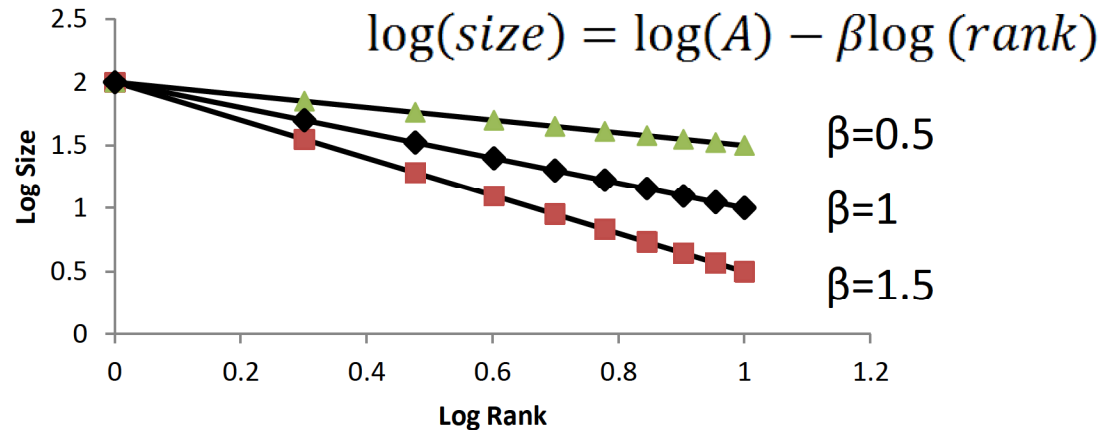 log(size) = log(A) − βlog (rank)
2.5
2
1.5
1
0.5
0
Log Size
0 0.2 0.4 0.6 0.8 1 1.2
Log Rank
β=0.5
β=1
β=1.5